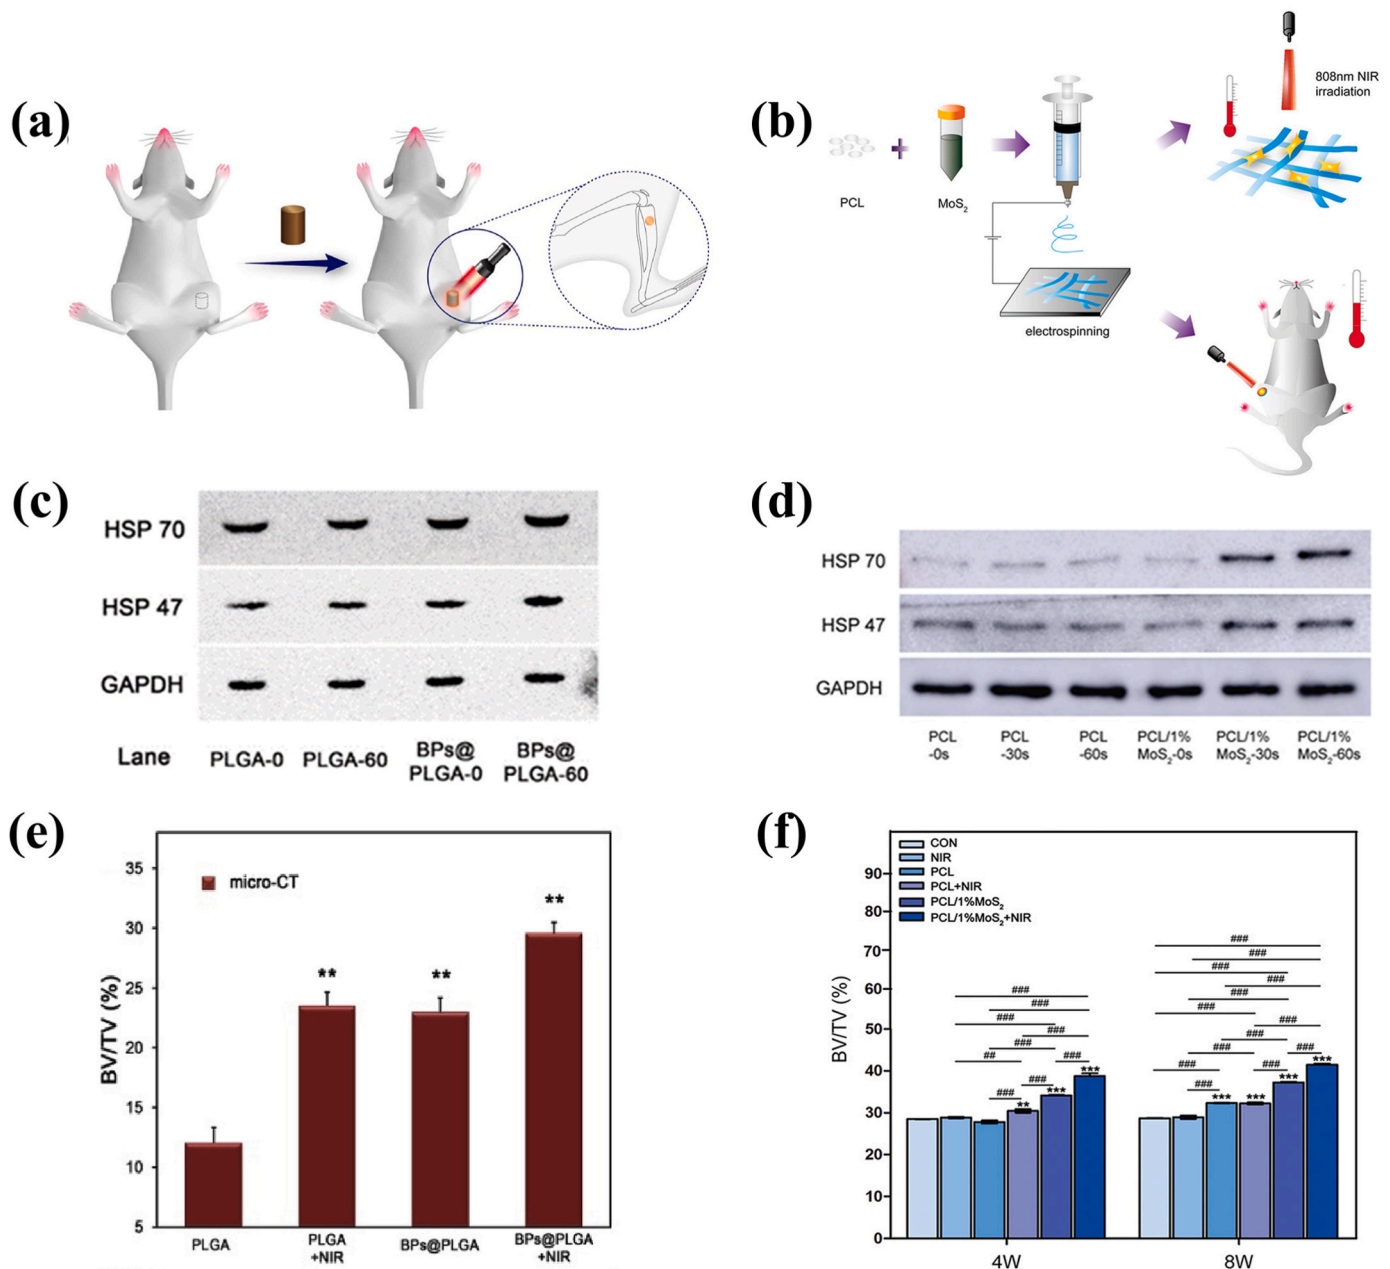 (a)
(b)
PCL
+
MoS₂
808nm NIR
irradiation
electrospinning
(c)
HSP 70
HSP 47
GAPDH
Lane
PLGA-0
PLGA-60
BPs@
PLGA-0
BPs@
PLGA-60
(d)
HSP 70
HSP 47
GAPDH
PCL
-0s
PCL
-30s
PCL
-60s
PCL/1%
MoS₂-0s
PCL/1%
MoS₂-30s
PCL/1%
MoS₂-60s
(e)
BV/TV (%)
35
30
25
20
15
10
5
micro-CT
**
**
**
PLGA
PLGA
+NIR
BPs@PLGA
BPs@PLGA
+NIR
(f)
BV/TV (%)
90
80
70
60
50
40
30
20
10
0
CON
NIR
PCL
PCL+NIR
PCL/1%MoS₂
PCL/1%MoS₂+NIR
###
###
###
###
###
##
###
###
###
**
***
***
###
###
###
###
###
###
###
###
###
###
###
###
###
***
***
***
***
4W
8W